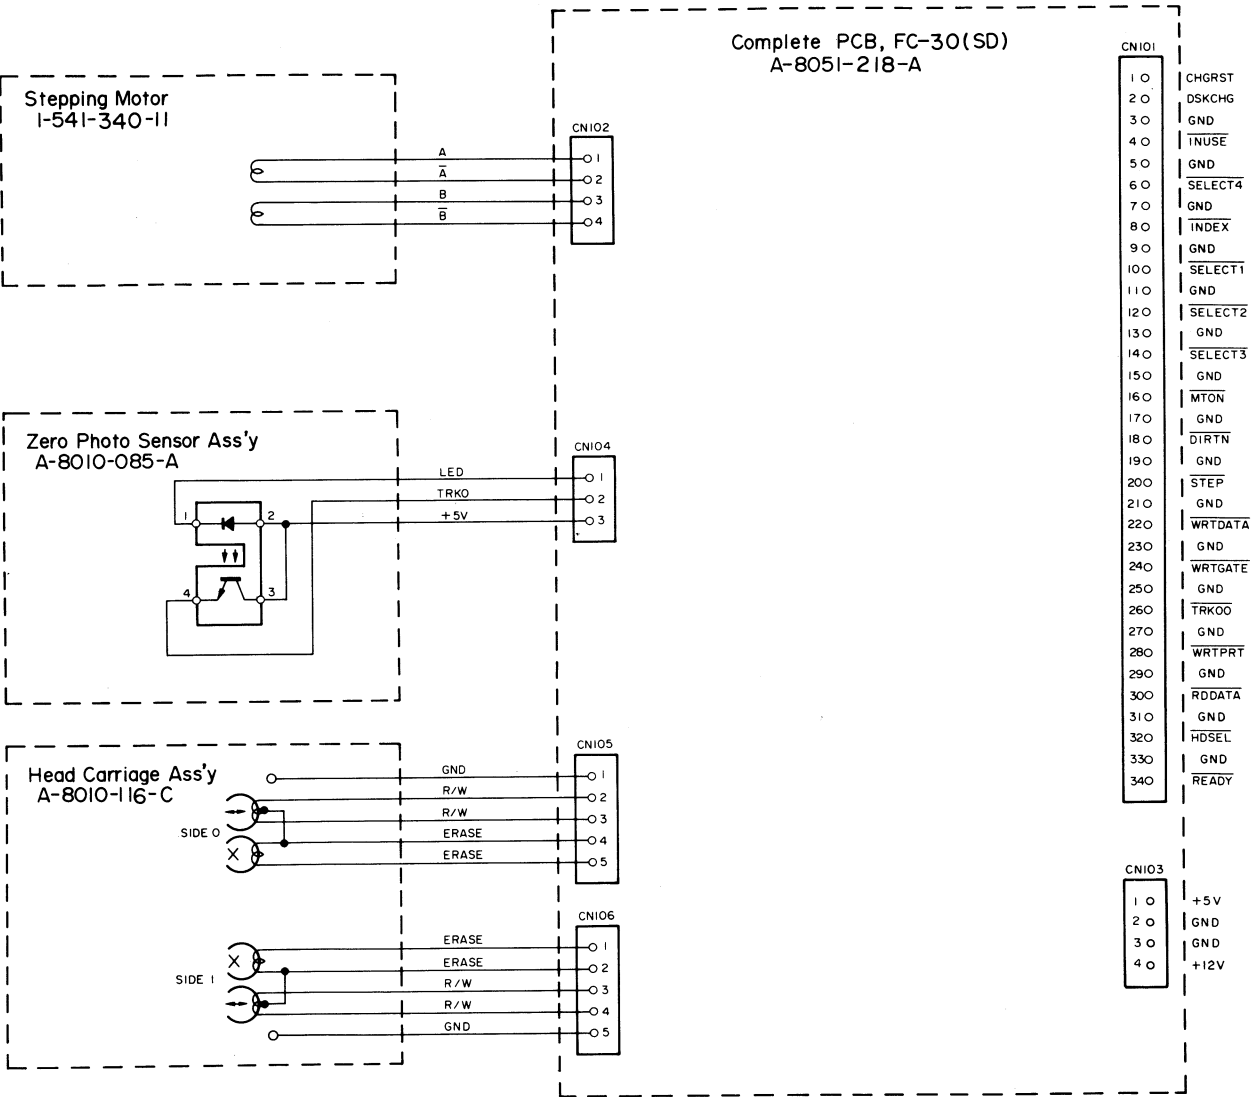 Complete PCB, FC-30(SD)
A-8051-218-A
Stepping Motor
1-541-340-11
A
A̅
B
B̅
CN102
1
2
3
4
Zero Photo Sensor Ass'y
A-8010-085-A
1
2
4
3
LED
TRK0
+5V
CN104
1
2
3
Head Carriage Ass'y
A-8010-116-C
SIDE 0
GND
R/W
R/W
ERASE
ERASE
CN105
1
2
3
4
5
SIDE 1
ERASE
ERASE
R/W
R/W
GND
CN106
1
2
3
4
5
CN101
1 CHGRST
2 DSKCHG
3 GND
4 INUSE
5 GND
6 SELECT4
7 GND
8 INDEX
9 GND
10 SELECT1
11 GND
12 SELECT2
13 GND
14 SELECT3
15 GND
16 MTON
17 GND
18 DIRTN
19 GND
20 STEP
21 GND
22 WRTDATA
23 GND
24 WRTGATE
25 GND
26 TRK00
27 GND
28 WRTPRT
29 GND
30 RDDATA
31 GND
32 HDSEL
33 GND
34 READY
CN103
1 +5V
2 GND
3 GND
4 +12V